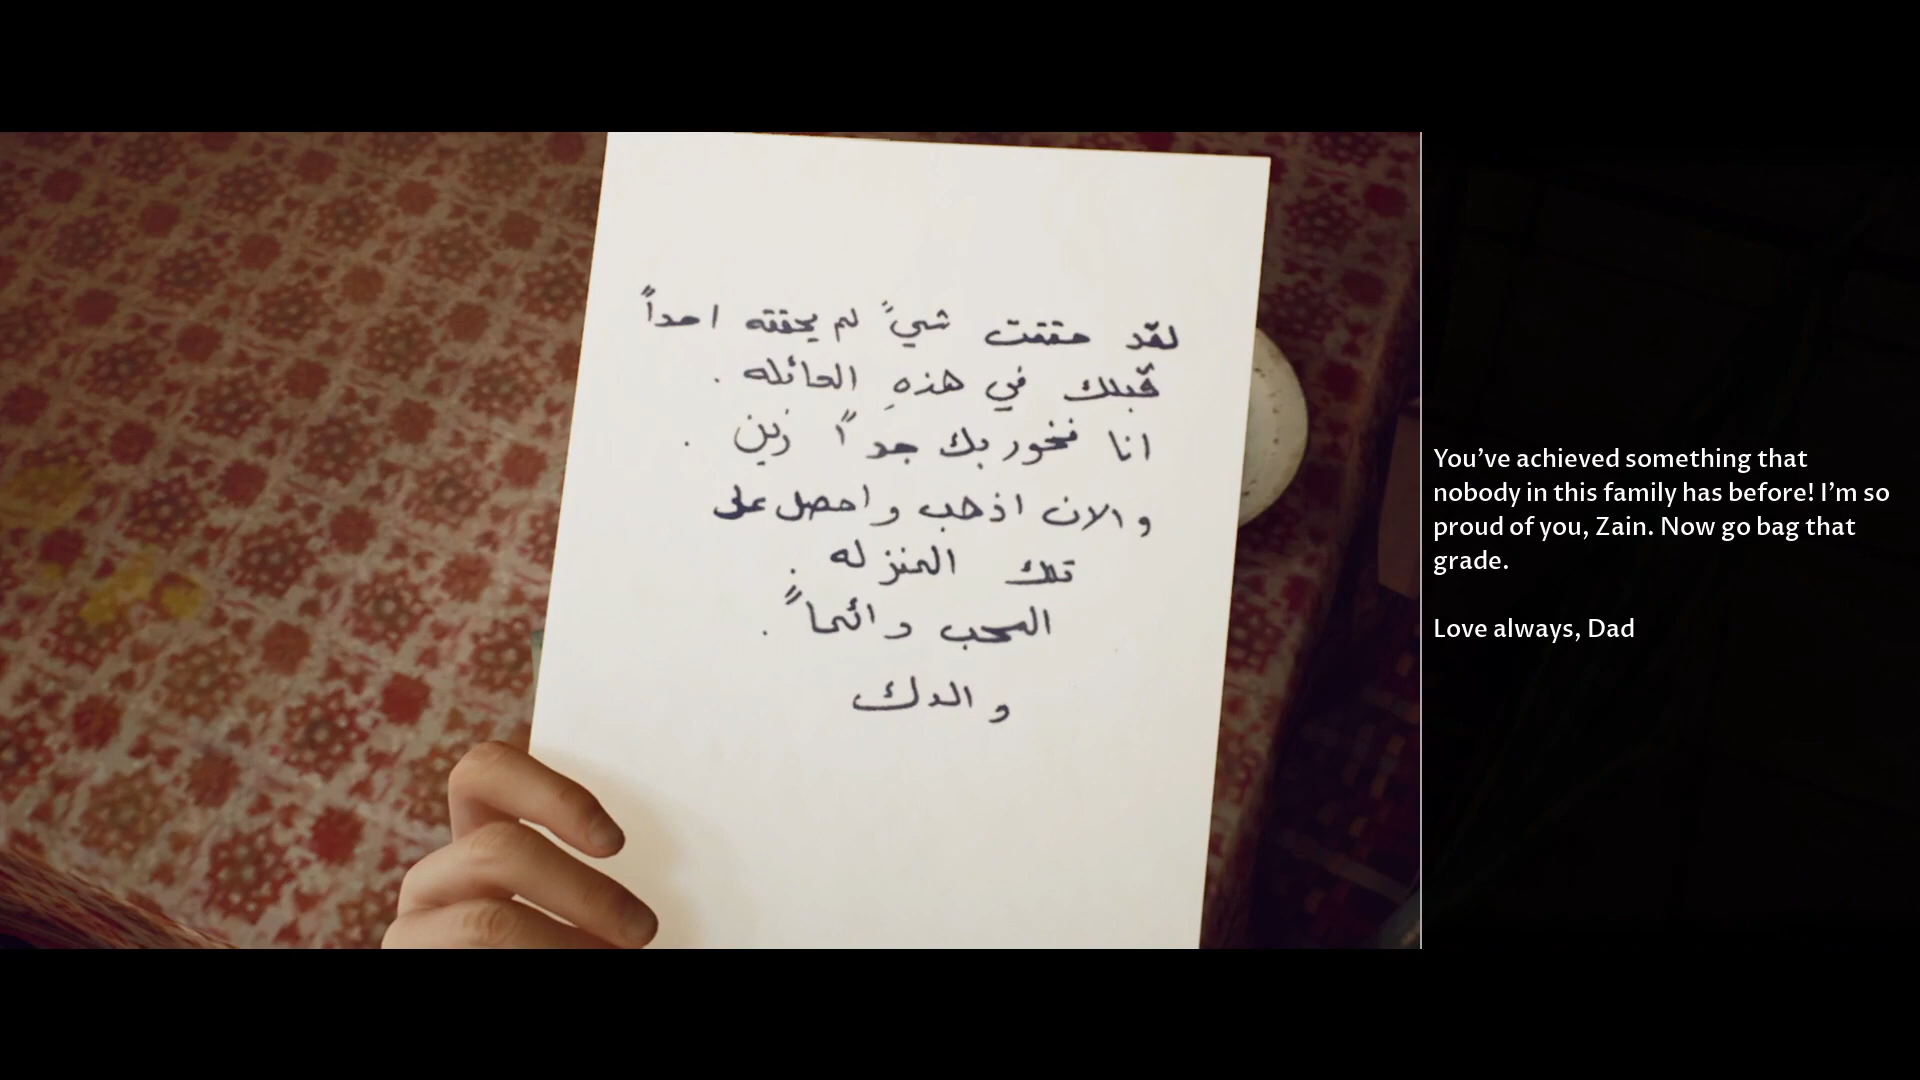 لقد حققت شيً لم يحققه احداً
قبلك في هذهِ العائله .
انا فخور بك جداً زين .
والان اذهب واحصل على
تلك المنزله .
المحب دائماً .
والدك
You've achieved something that
nobody in this family has before! I'm so
proud of you, Zain. Now go bag that
grade.
Love always, Dad